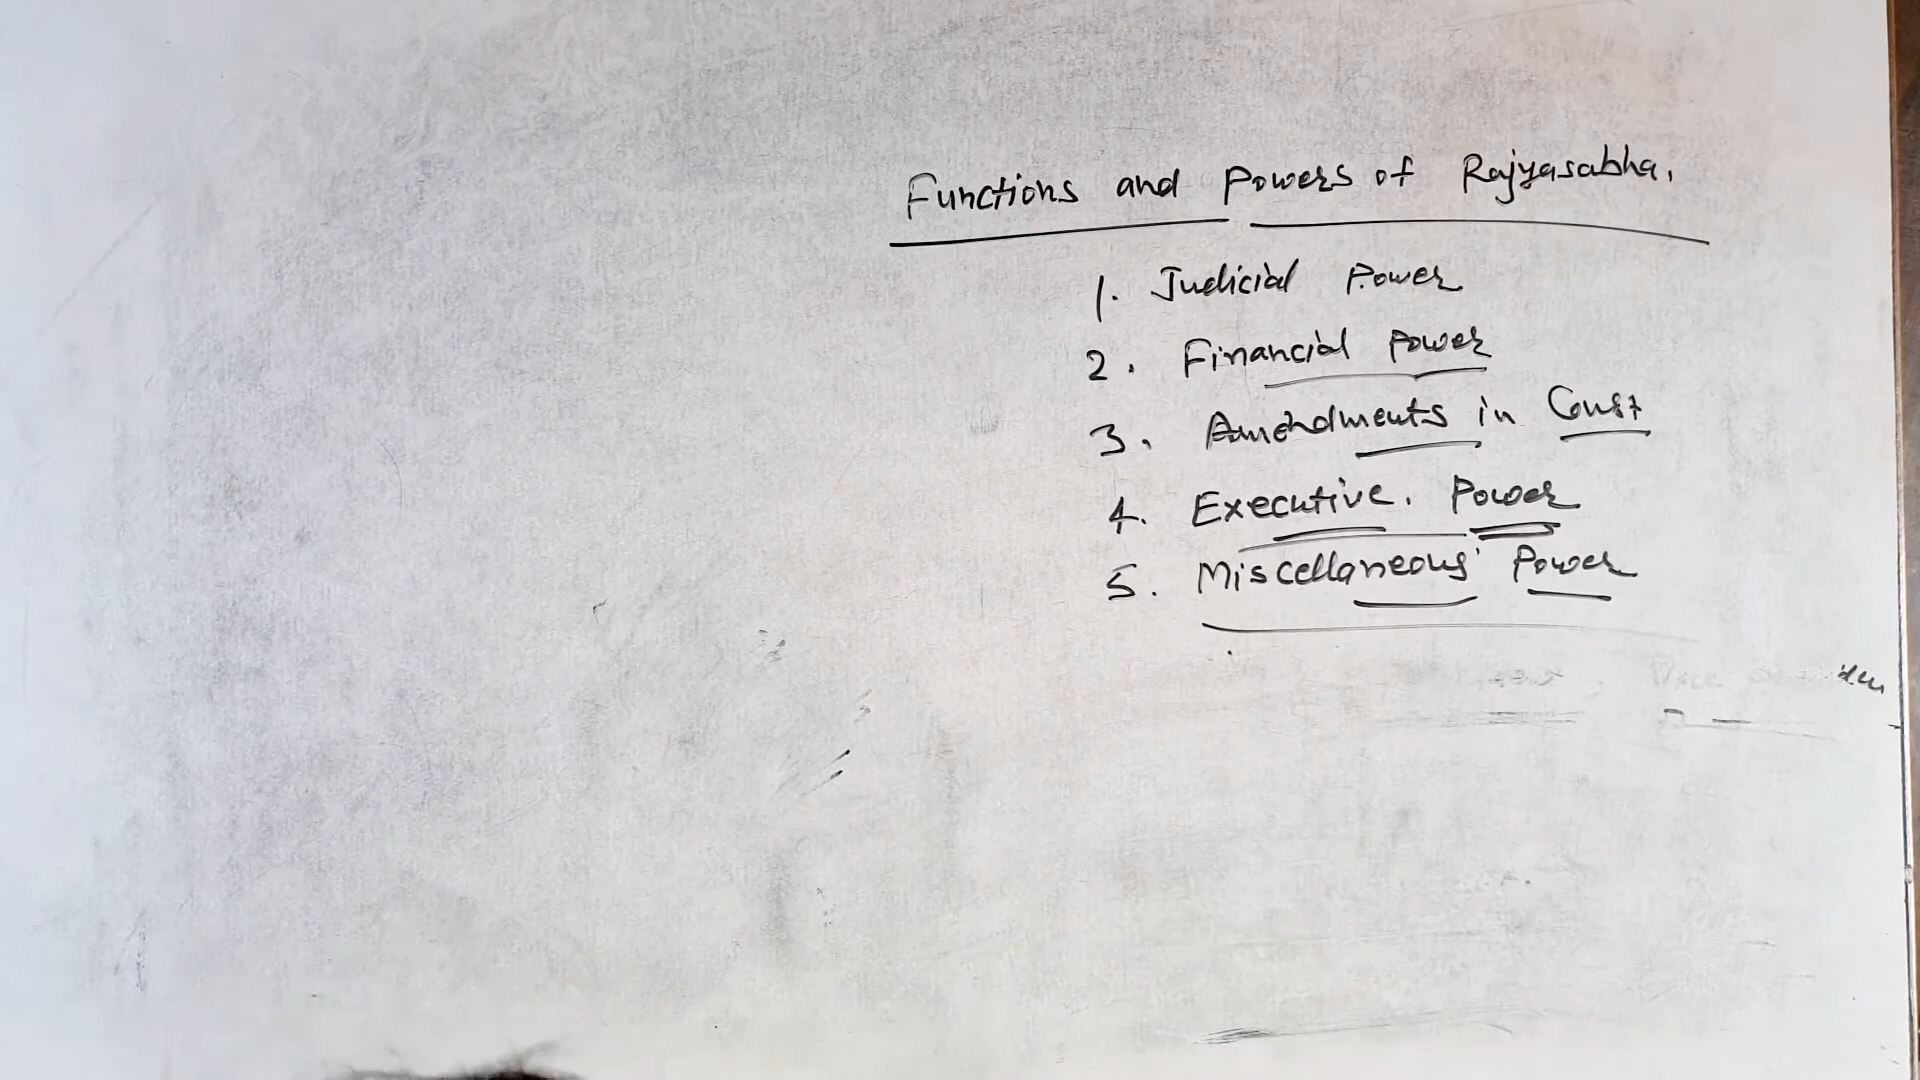 Functions and Powers of Rajyasabha.
1. Judicial Power
2. Financial Power
3. Amendments in Const
4. Executive. Power
5. Miscellaneous Power